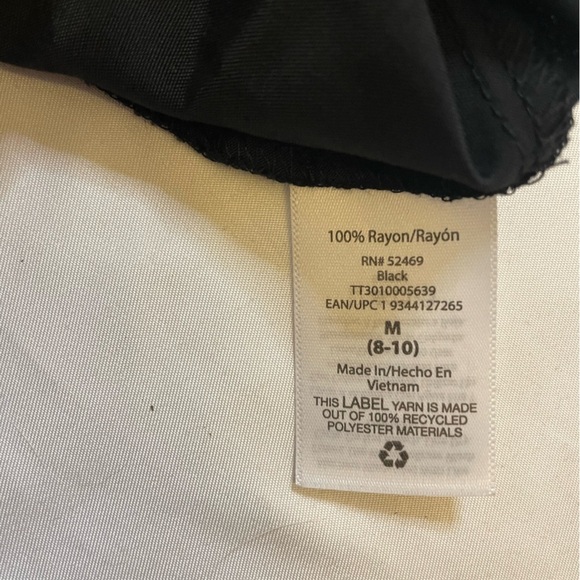 100% Rayon/Rayón
RN# 52469
Black
TT3010005639
EAN/UPC 1 9344127265
M
(8-10)
Made In/Hecho En
Vietnam
THIS LABEL YARN IS MADE
OUT OF 100% RECYCLED
POLYESTER MATERIALS